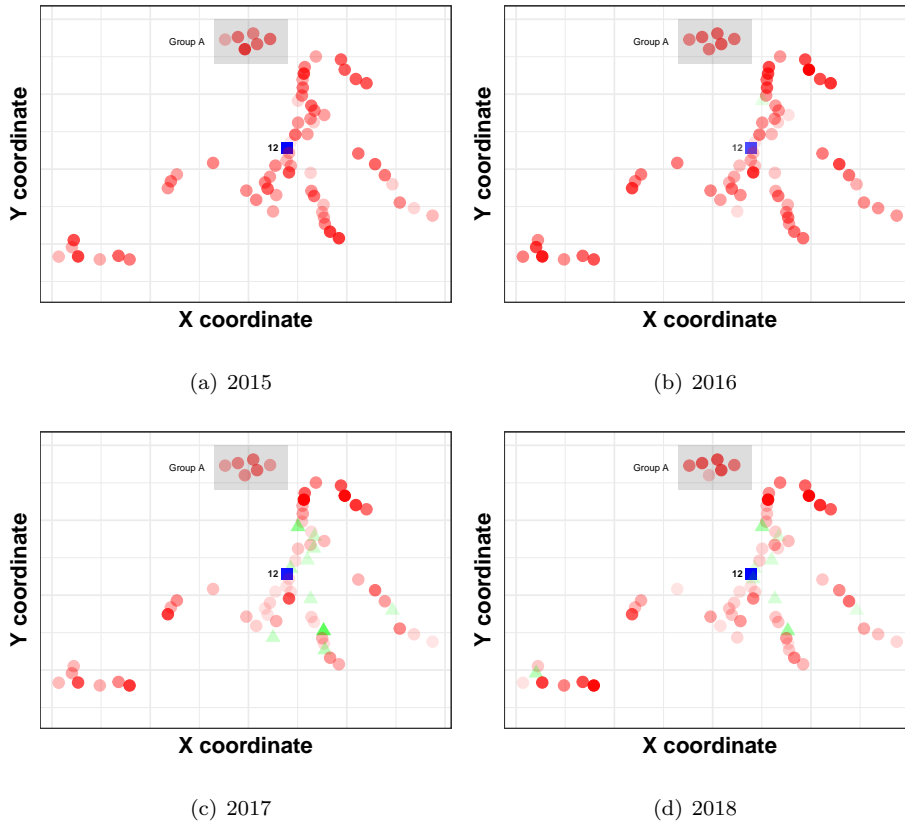 Group A
12
Y coordinate
X coordinate
(a) 2015
Group A
12
Y coordinate
X coordinate
(b) 2016
Group A
12
Y coordinate
X coordinate
(c) 2017
Group A
12
Y coordinate
X coordinate
(d) 2018